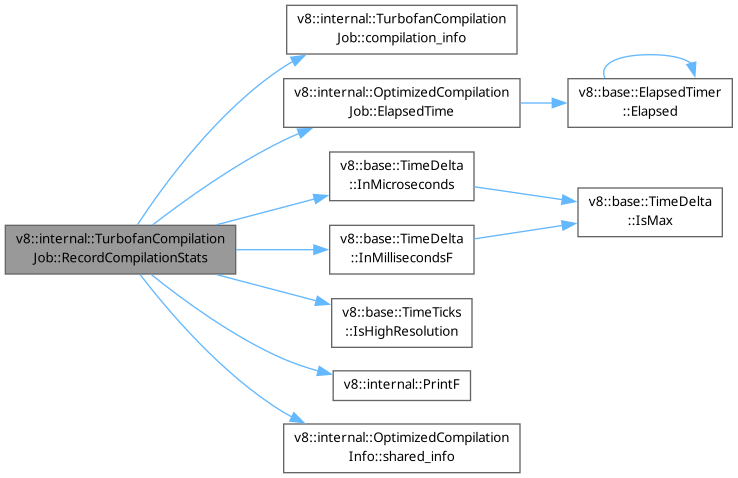 v8::internal::TurbofanCompilation
Job::compilation_info
v8::internal::OptimizedCompilation
Job::ElapsedTime
v8::base::ElapsedTimer
::Elapsed
v8::base::TimeDelta
::InMicroseconds
v8::base::TimeDelta
::IsMax
v8::internal::TurbofanCompilation
Job::RecordCompilationStats
v8::base::TimeDelta
::InMillisecondsF
v8::base::TimeTicks
::IsHighResolution
v8::internal::PrintF
v8::internal::OptimizedCompilation
Info::shared_info